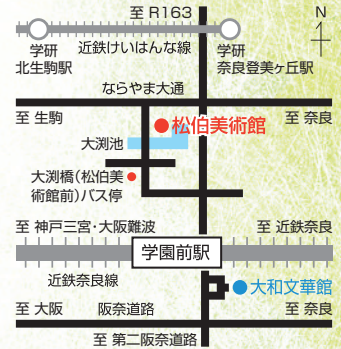 至 R163
N
学研
北生駒駅
近鉄けいはんな線
学研
奈良登美ヶ丘駅
ならやま大通
至 生駒
至 奈良
松伯美術館
大渕池
大渕橋(松伯美
術館前)バス停
至 神戸三宮・大阪難波
至 近鉄奈良
学園前駅
近鉄奈良線
大和文華館
至 大阪
阪奈道路
至 奈良
至 第二阪奈道路